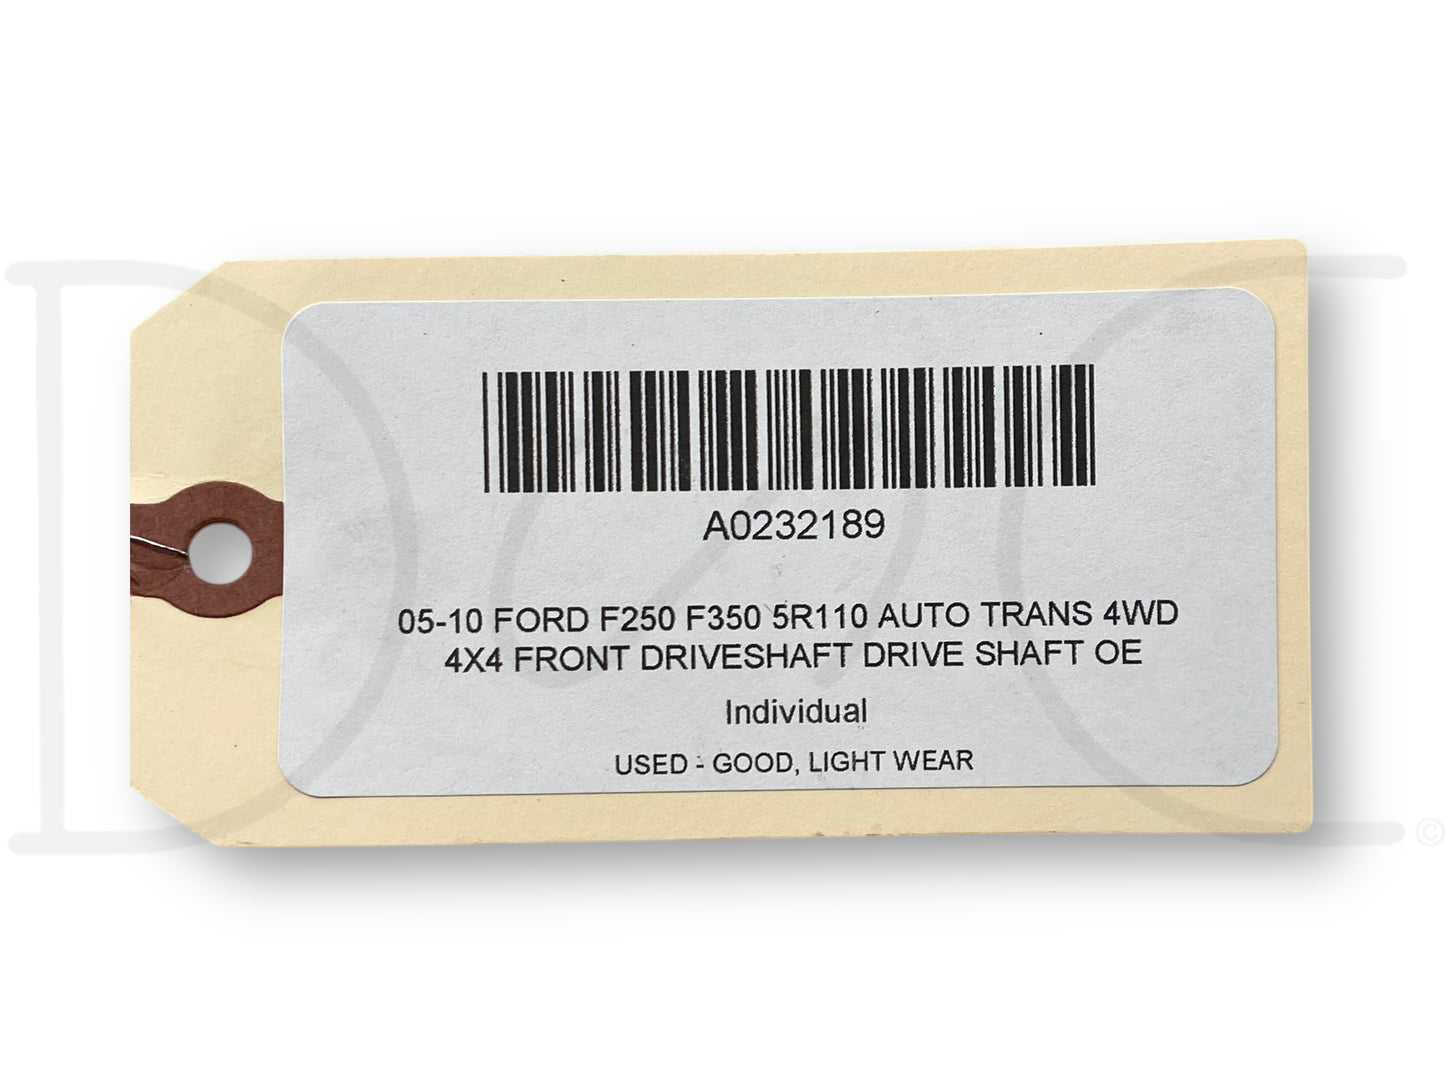 A0232189
05-10 FORD F250 F350 5R110 AUTO TRANS 4WD
4X4 FRONT DRIVESHAFT DRIVE SHAFT OE
Individual
USED - GOOD, LIGHT WEAR
©